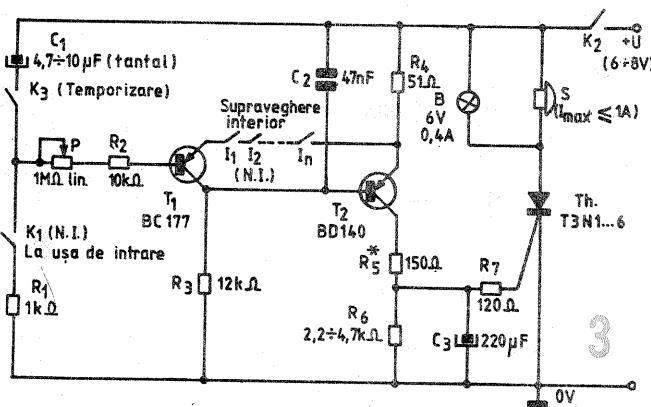 C1
4,7÷10µF (tantal)
K3 (Temporizare)
P
1MΩ lin.
R2
10kΩ
K1 (N.I.)
La ușa de intrare
R1
1kΩ
T1
BC 177
R3
12kΩ
Supraveghere
interior
I1 I2 In
(N.I.)
C2
47nF
R4
51Ω
T2
BD140
R5*
150Ω
R6
2,2÷4,7kΩ
C3
220µF
R7
120Ω
B
6V
0,4A
K2
+U
(6÷8V)
S
(Imax ≤ 1A)
Th.
T3N1...6
0V
3